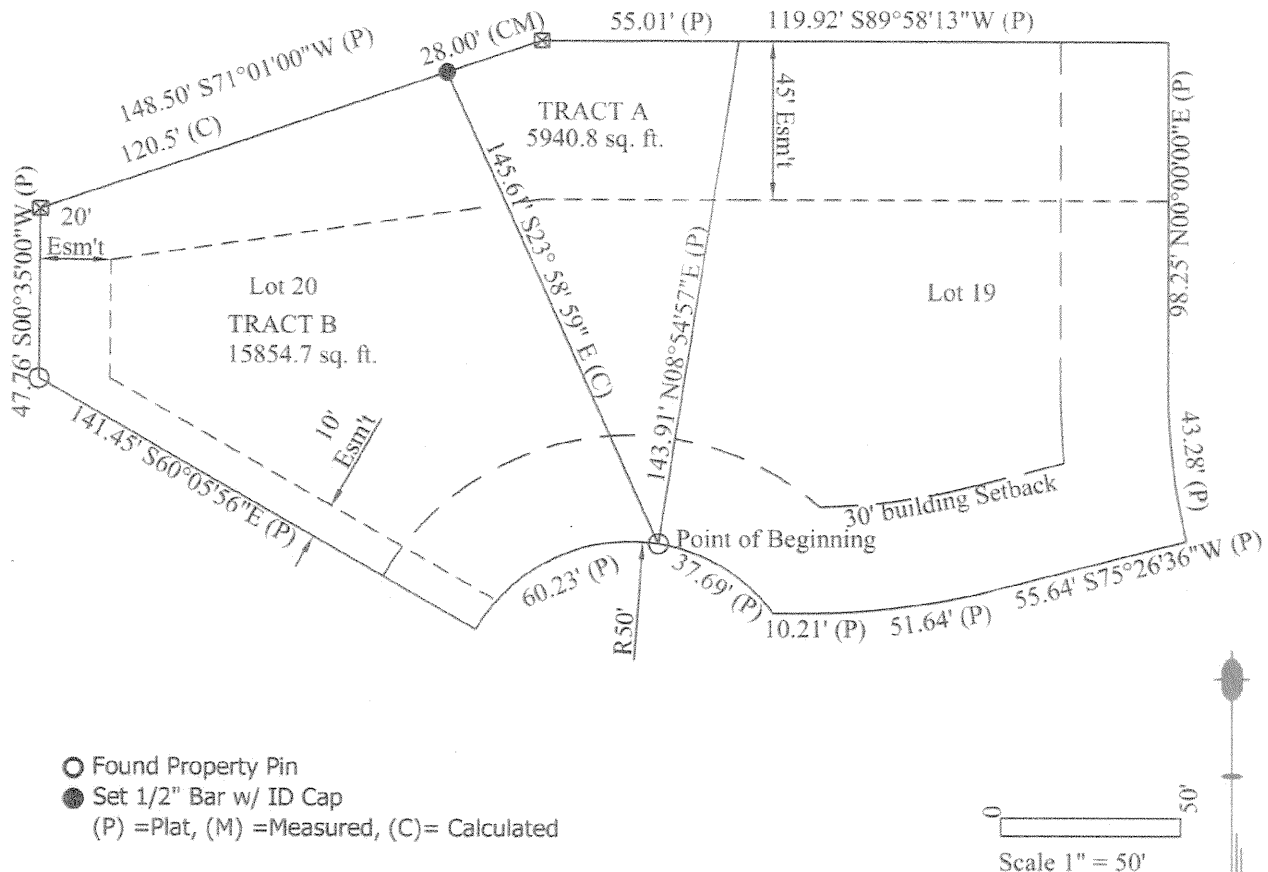 55.01' (P)
119.92' S89°58'13"W (P)
28.00' (CM)
148.50' S71°01'00"W (P)
120.5' (C)
TRACT A
5940.8 sq. ft.
45' Esm't
98.25' N00°00'00"E (P)
47.76' S00°35'00"W (P)
20'
Esm't
145.61' S23° 58' 59" E (C)
143.91' N08°54'57"E (P)
Lot 20
TRACT B
15854.7 sq. ft.
Lot 19
10'
Esm't
141.45' S60°05'56"E (P)
43.28' (P)
30' building Setback
Point of Beginning
60.23' (P)
37.69' (P)
R50'
10.21' (P)
51.64' (P)
55.64' S75°26'36"W (P)
Found Property Pin
Set 1/2" Bar w/ ID Cap
(P) =Plat, (M) =Measured, (C)= Calculated
0
50'
Scale 1" = 50'